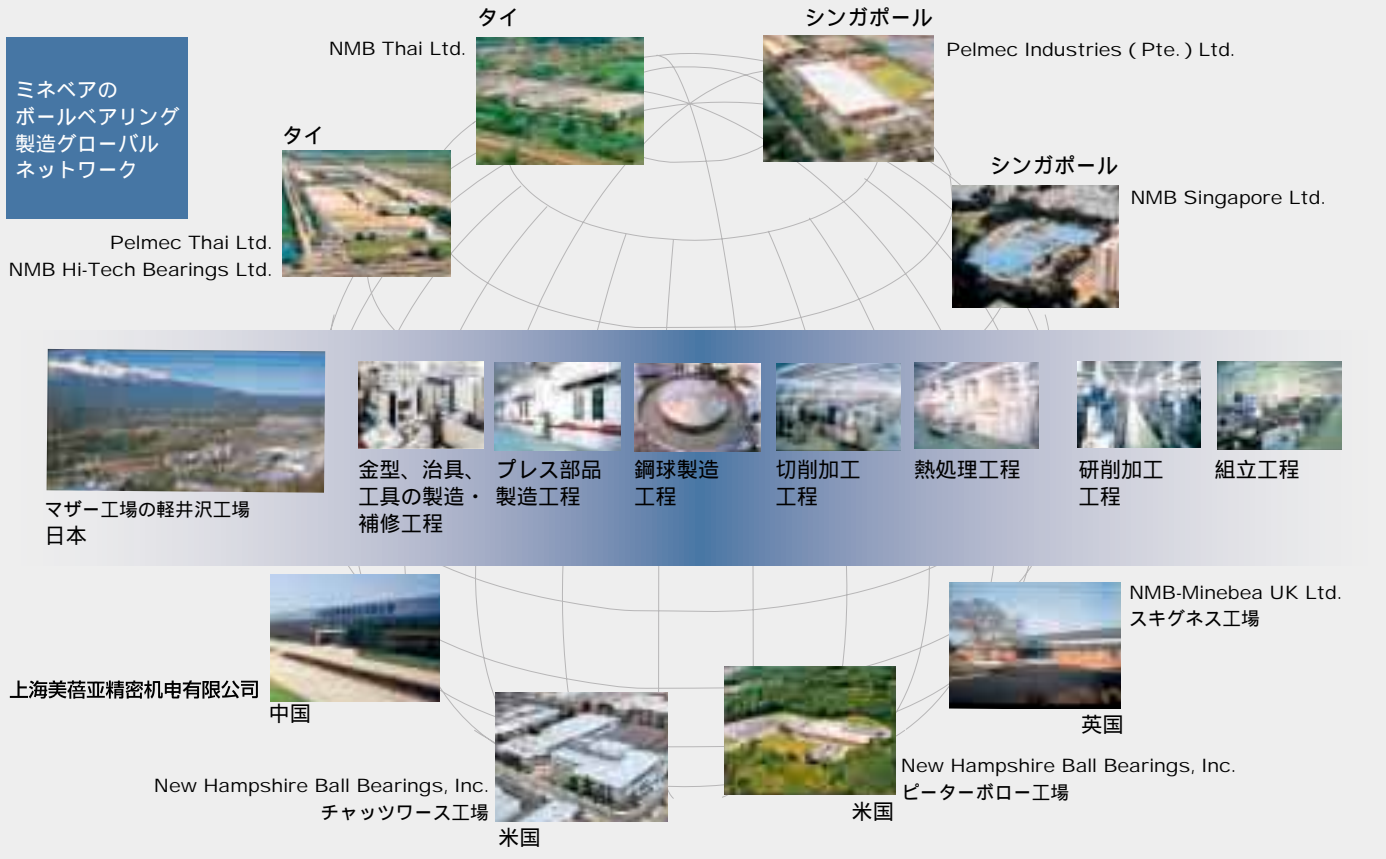 ミネベアの
ボールベアリング
製造グローバル
ネットワーク
タイ
NMB Thai Ltd.
シンガポール
Pelmec Industries ( Pte. ) Ltd.
タイ
Pelmec Thai Ltd.
NMB Hi-Tech Bearings Ltd.
シンガポール
NMB Singapore Ltd.
マザー工場の軽井沢工場
日本
金型、治具、
工具の製造・
補修工程
プレス部品
製造工程
鋼球製造
工程
切削加工
工程
熱処理工程
研削加工
工程
組立工程
上海美蓓亚精密机电有限公司
中国
New Hampshire Ball Bearings, Inc.
チャッツワース工場
米国
New Hampshire Ball Bearings, Inc.
ピーターボロー工場
米国
NMB-Minebea UK Ltd.
スキグネス工場
英国